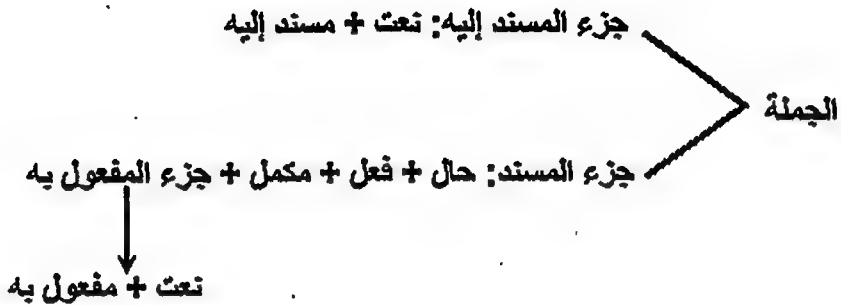 جزء المسند إليه: نعت + مسند إليه
الجملة
جزء المسند: حال + فعل + مكمل + جزء المفعول به
نعت + مفعول به